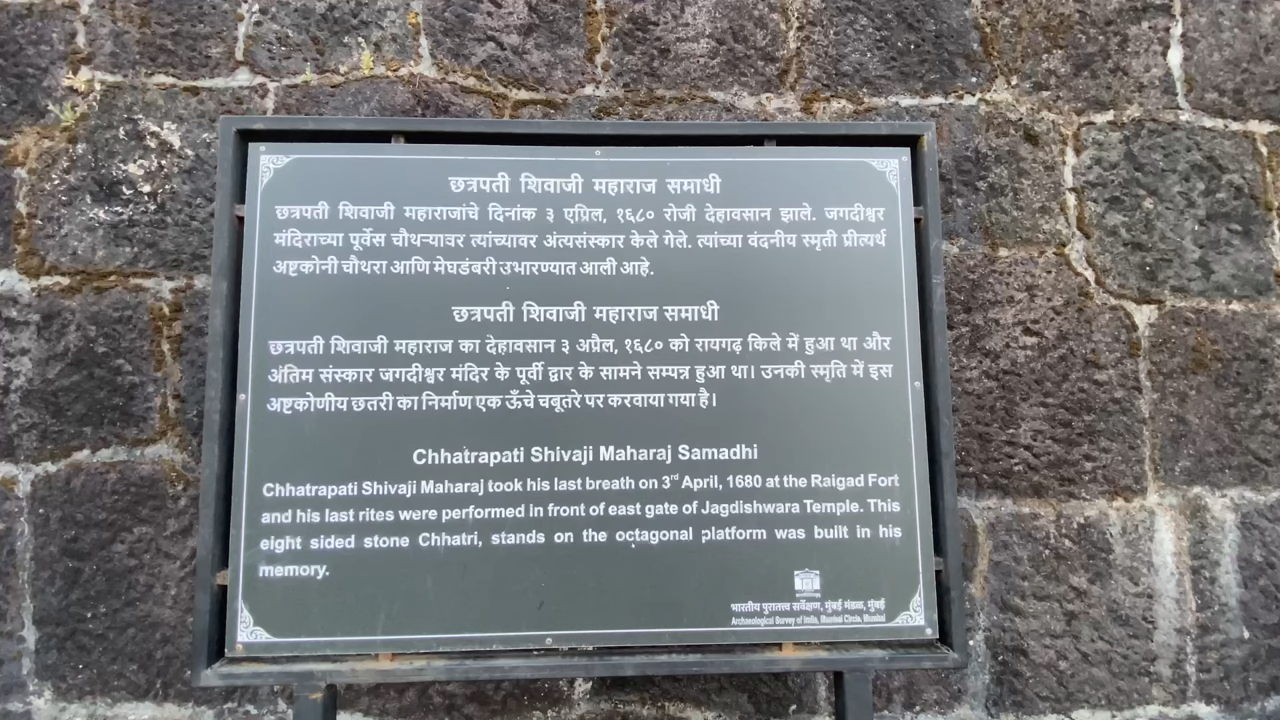 छत्रपती शिवाजी महाराज समाधी
छत्रपती शिवाजी महाराजांचे दिनांक ३ एप्रिल, १६८० रोजी देहावसान झाले. जगदीश्वर
मंदिराच्या पूर्वेस चौथऱ्यावर त्यांच्यावर अंत्यसंस्कार केले गेले. त्यांच्या वंदनीय स्मृती प्रीत्यर्थ
अष्टकोनी चौथरा आणि मेघडंबरी उभारण्यात आली आहे.
छत्रपती शिवाजी महाराज समाधी
छत्रपती शिवाजी महाराज का देहावसान ३ अप्रैल, १६८० को रायगढ़ किले में हुआ था और
अंतिम संस्कार जगदीश्वर मंदिर के पूर्वी द्वार के सामने सम्पन्न हुआ था। उनकी स्मृति में इस
अष्टकोणीय छतरी का निर्माण एक ऊँचे चबूतरे पर करवाया गया है।
Chhatrapati Shivaji Maharaj Samadhi
Chhatrapati Shivaji Maharaj took his last breath on 3rd April, 1680 at the Raigad Fort
and his last rites were performed in front of east gate of Jagdishwara Temple. This
eight sided stone Chhatri, stands on the octagonal platform was built in his
memory.
भारतीय पुरातत्त्व सर्वेक्षण, मुंबई मंडळ, मुंबई
Archaeological Survey of India, Mumbai Circle, Mumbai